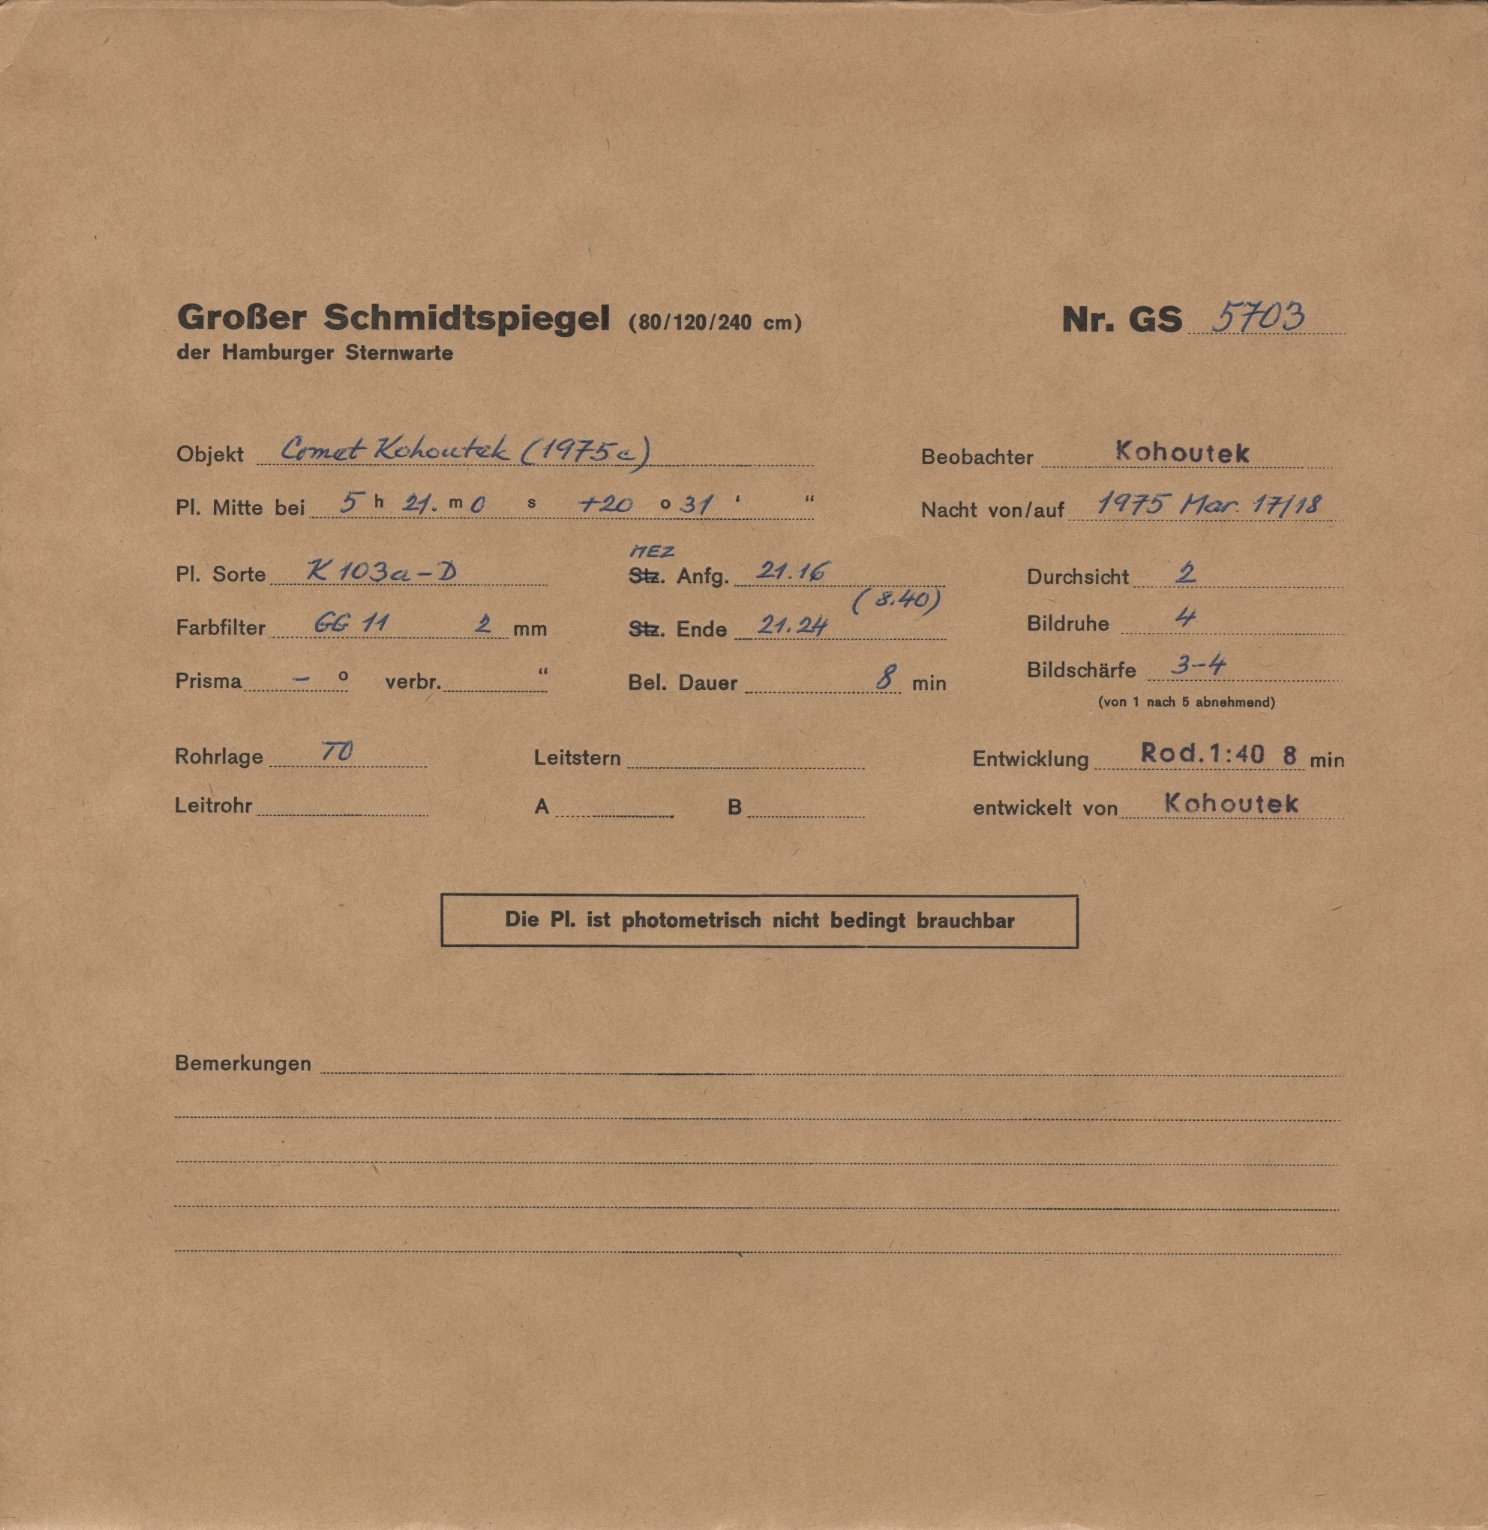 Großer Schmidtspiegel (80/120/240 cm)
der Hamburger Sternwarte
Nr. GS 5703
Objekt Comet Kohoutek (1975c)
Beobachter Kohoutek
Pl. Mitte bei 5 h 21. m 0 s +20 o 31 ' "
Nacht von/auf 1975 Mar. 17/18
MEZ
Pl. Sorte K 103a-D
Stz. Anfg. 21.16
(8.40)
Durchsicht 2
Farbfilter GG 11 2 mm
Stz. Ende 21.24
Bildruhe 4
Prisma – o verbr. "
Bel. Dauer 8 min
Bildschärfe 3-4
(von 1 nach 5 abnehmend)
Rohrlage TO
Leitstern
Entwicklung Rod.1:40 8 min
Leitrohr
A B
entwickelt von Kohoutek
Die Pl. ist photometrisch nicht bedingt brauchbar
Bemerkungen